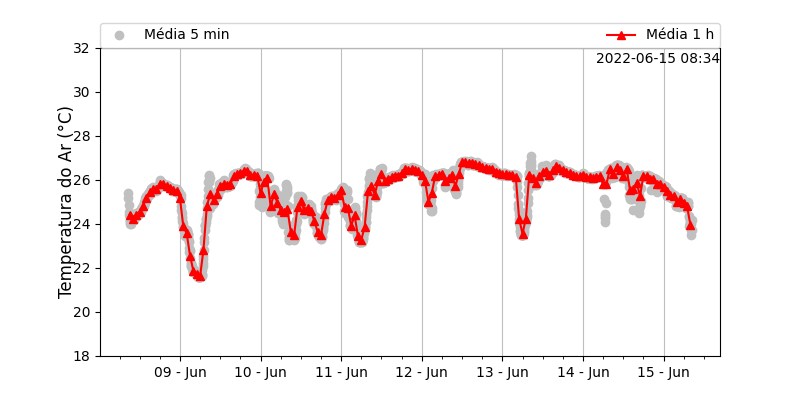 Média 5 min
Média 1 h
2022-06-15 08:34
Temperatura do Ar (°C)
32
30
28
26
24
22
20
18
09 - Jun
10 - Jun
11 - Jun
12 - Jun
13 - Jun
14 - Jun
15 - Jun